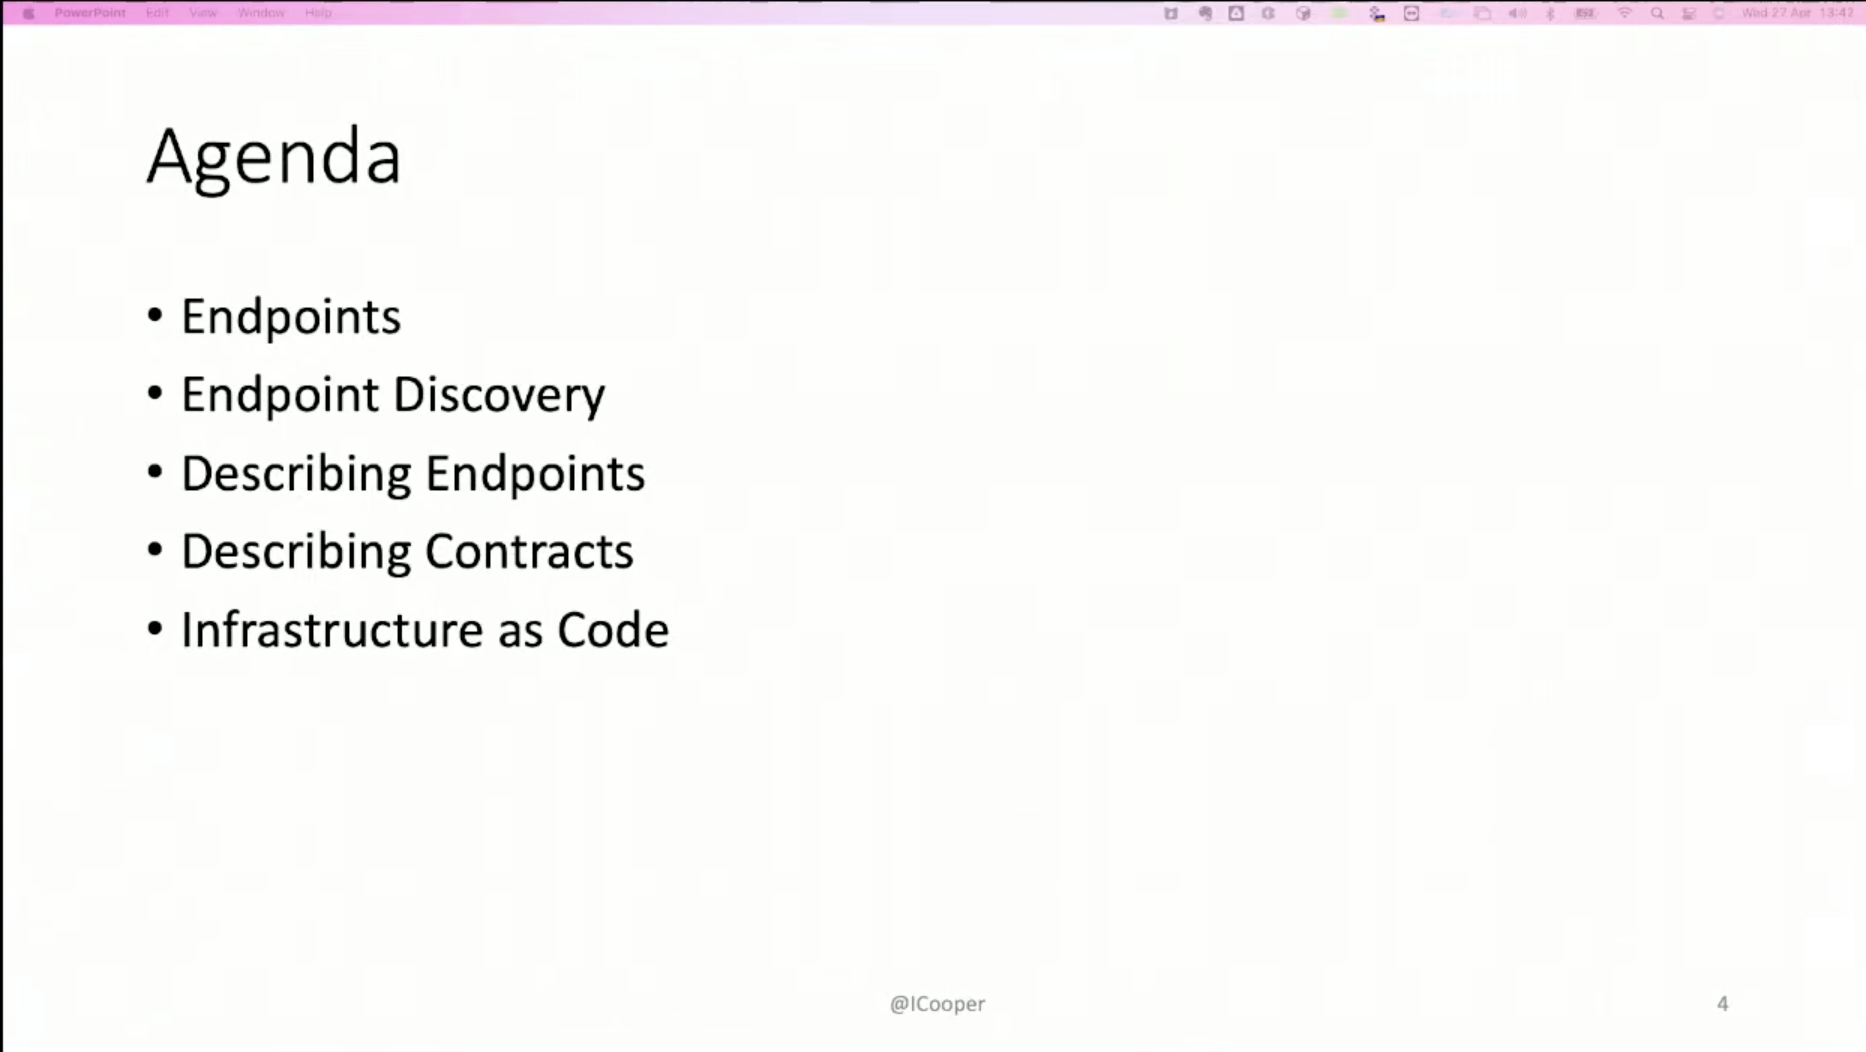 PowerPoint Edit View Window Help Wed 27 Apr 13:42
Agenda
• Endpoints
• Endpoint Discovery
• Describing Endpoints
• Describing Contracts
• Infrastructure as Code
@ICooper
4